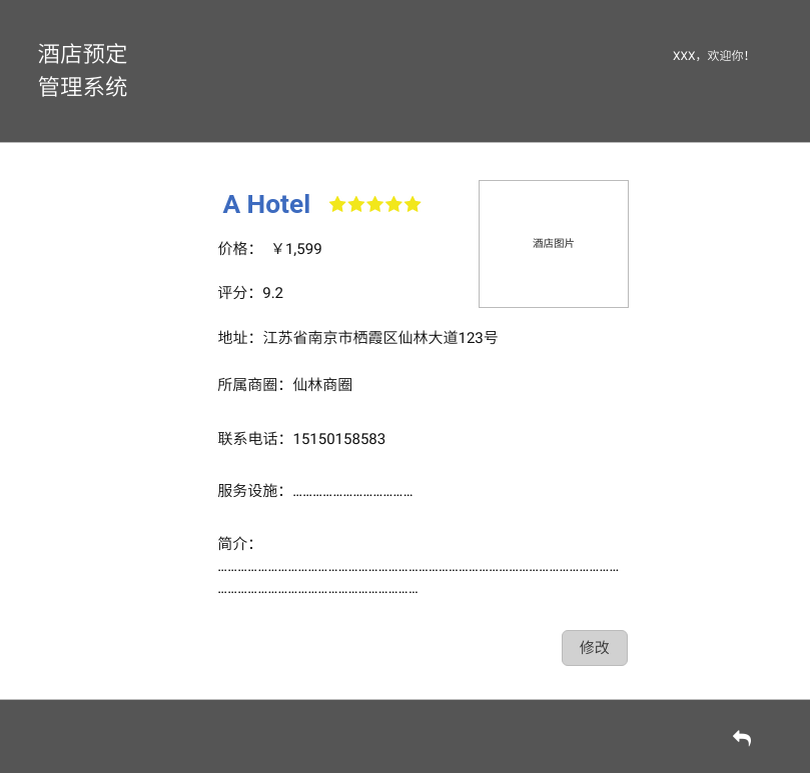 酒店预定
管理系统
XXX，欢迎你！
A Hotel
酒店图片
价格： ￥1,599
评分：9.2
地址：江苏省南京市栖霞区仙林大道123号
所属商圈：仙林商圈
联系电话：15150158583
服务设施：………………………………
简介：
…………………………………………………………………………………………………………
……………………………………………………
修改